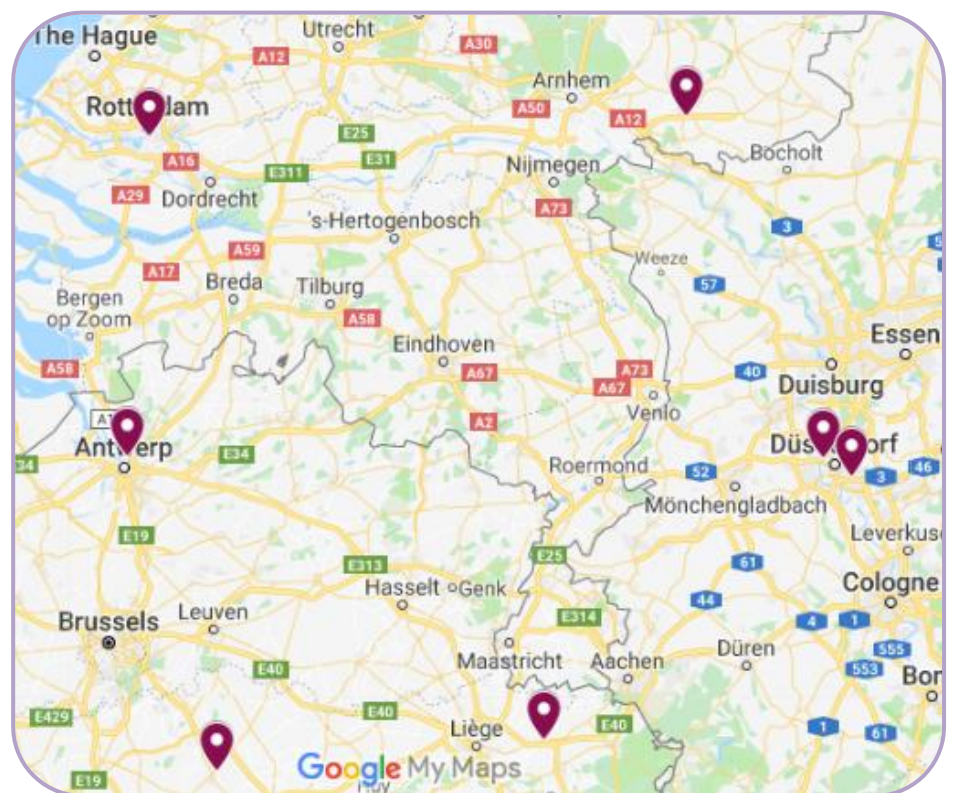 The Hague
Utrecht
A12
A30
Arnhem
A50
A12
Rotterdam
E25
E31
E311
A16
A29
Dordrecht
Nijmegen
A73
Bocholt
3
's-Hertogenbosch
A59
A17
Breda
Tilburg
A58
Weeze
57
Bergen
op Zoom
Essen
Eindhoven
A67
A73
A67
40
A58
Duisburg
Venlo
A2
Antwerp
E34
34
Düsseldorf
3
46
Roermond
52
Mönchengladbach
E19
Leverkus
E25
61
E313
Hasselt
Genk
Cologne
44
E314
4
1
Brussels
Leuven
555
553
Maastricht
Aachen
Düren
E40
Bor
E429
E40
Liège
E40
1
61
Google My Maps
E19